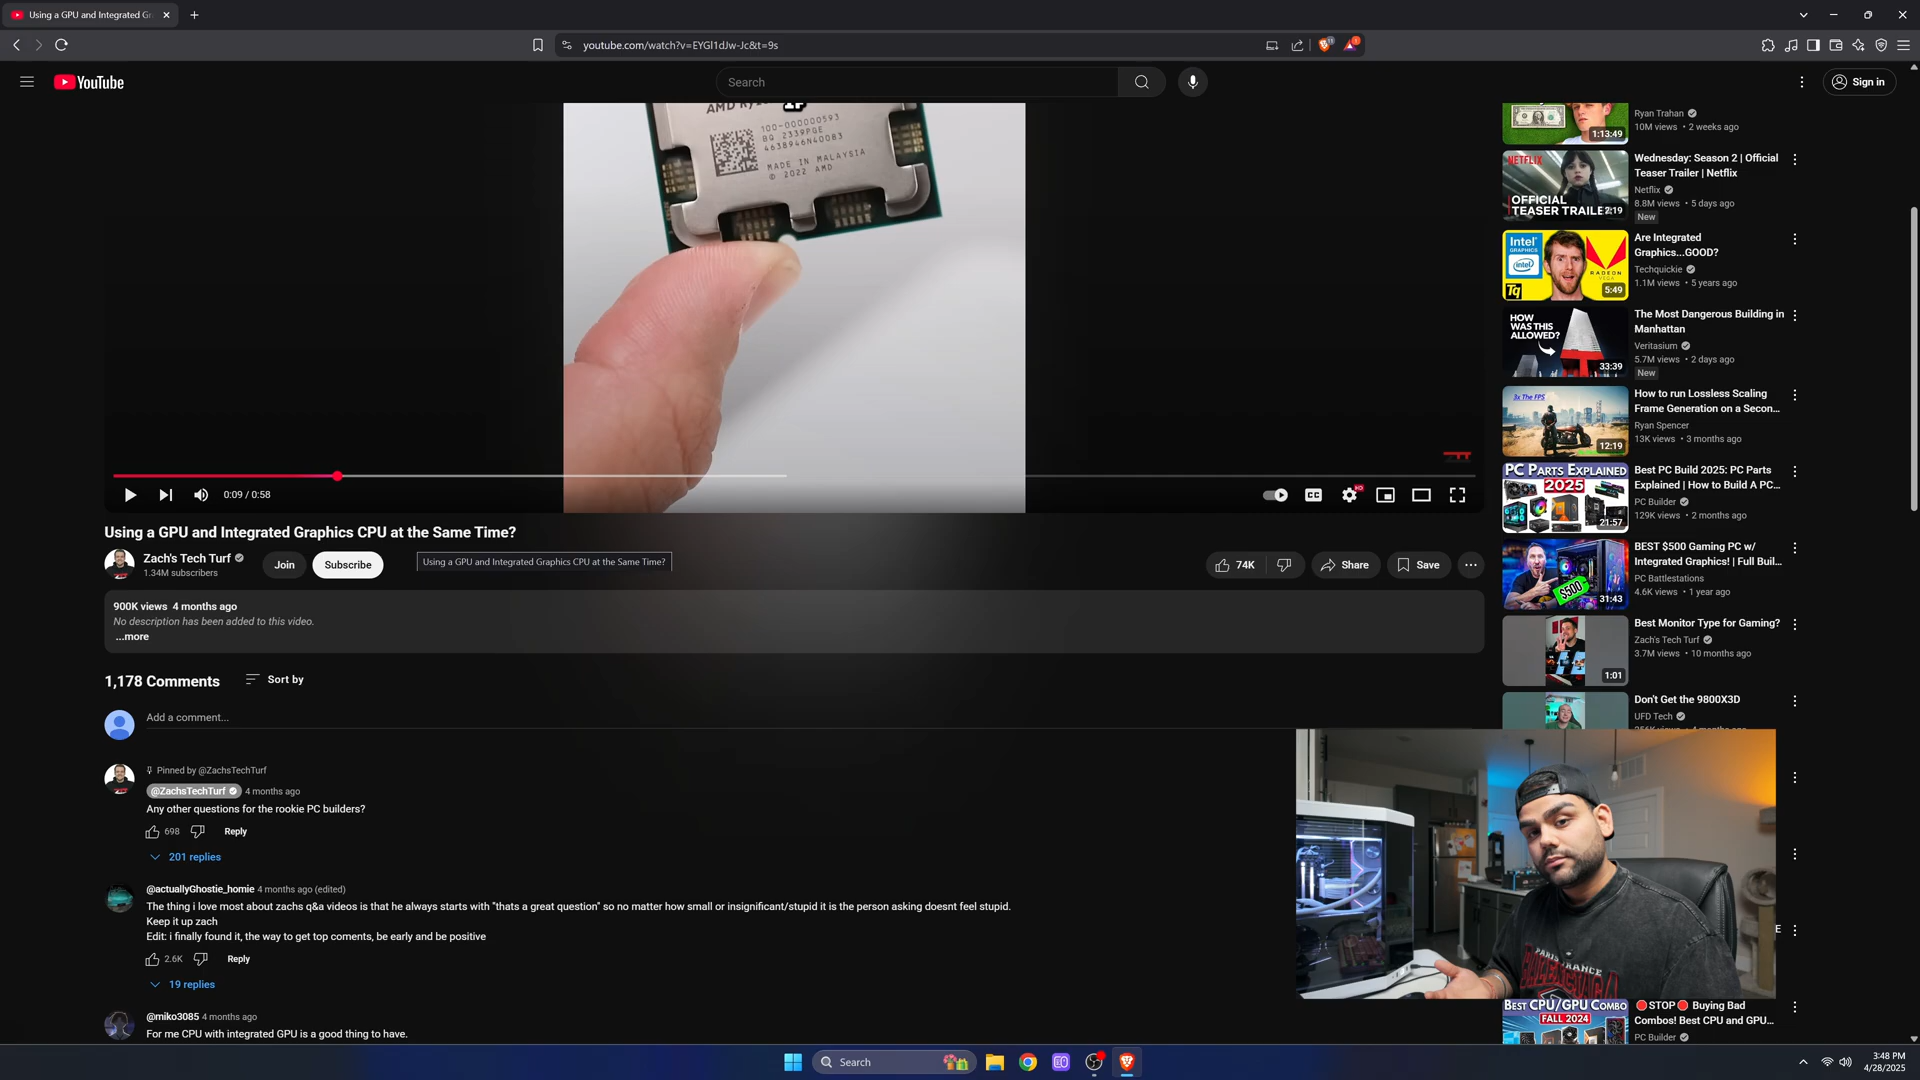 Using a GPU and Integrated Gr
youtube.com/watch?v=EYGl1dJw-Jc&t=9s
YouTube
Search
Sign in
100-000000593
BQ 2339PGE
MADE IN MALAYSIA
© 2022 AMD
0:09 / 0:58
Using a GPU and Integrated Graphics CPU at the Same Time?
Zach's Tech Turf
1.34M subscribers
Join
Subscribe
Using a GPU and Integrated Graphics CPU at the Same Time?
74K
Share
Save
900K views 4 months ago
No description has been added to this video.
...more
1,178 Comments
Sort by
Add a comment...
Pinned by @ZachsTechTurf
@ZachsTechTurf 4 months ago
Any other questions for the rookie PC builders?
698
Reply
201 replies
@actuallyGhostie_homie 4 months ago (edited)
The thing i love most about zachs q&a videos is that he always starts with "thats a great question" so no matter how small or insignificant/stupid it is the person asking doesnt feel stupid.
Keep it up zach
Edit: i finally found it, the way to get top coments, be early and be positive
2.6K
Reply
19 replies
@miko3085 4 months ago
For me CPU with integrated GPU is a good thing to have.
1:13:49
Ryan Trahan
10M views • 2 weeks ago
NETFLIX
OFFICIAL
TEASER TRAILE
2:19
Wednesday: Season 2 | Official
Teaser Trailer | Netflix
Netflix
8.8M views • 5 days ago
New
Intel
GRAPHICS
intel
RADEON
VEGA
Tq
5:49
Are Integrated
Graphics...GOOD?
Techquickie
1.1M views • 5 years ago
HOW
WAS THIS
ALLOWED?
33:39
The Most Dangerous Building in
Manhattan
Veritasium
5.7M views • 2 days ago
New
3x The FPS
12:19
How to run Lossless Scaling
Frame Generation on a Secon...
Ryan Spencer
13K views • 3 months ago
PC PARTS EXPLAINED
2025
21:57
Best PC Build 2025: PC Parts
Explained | How to Build A PC...
PC Builder
129K views • 2 months ago
$500
31:43
BEST $500 Gaming PC w/
Integrated Graphics! | Full Buil...
PC Battlestations
4.6K views • 1 year ago
1:01
Best Monitor Type for Gaming?
Zach's Tech Turf
3.7M views • 10 months ago
Don't Get the 9800X3D
UFD Tech
E
PARIS FRANCE
BEST CPU/GPU COMBO
FALL 2024
🛑STOP🛑 Buying Bad
Combos! Best CPU and GPU...
PC Builder
Search
3:48 PM
4/28/2025